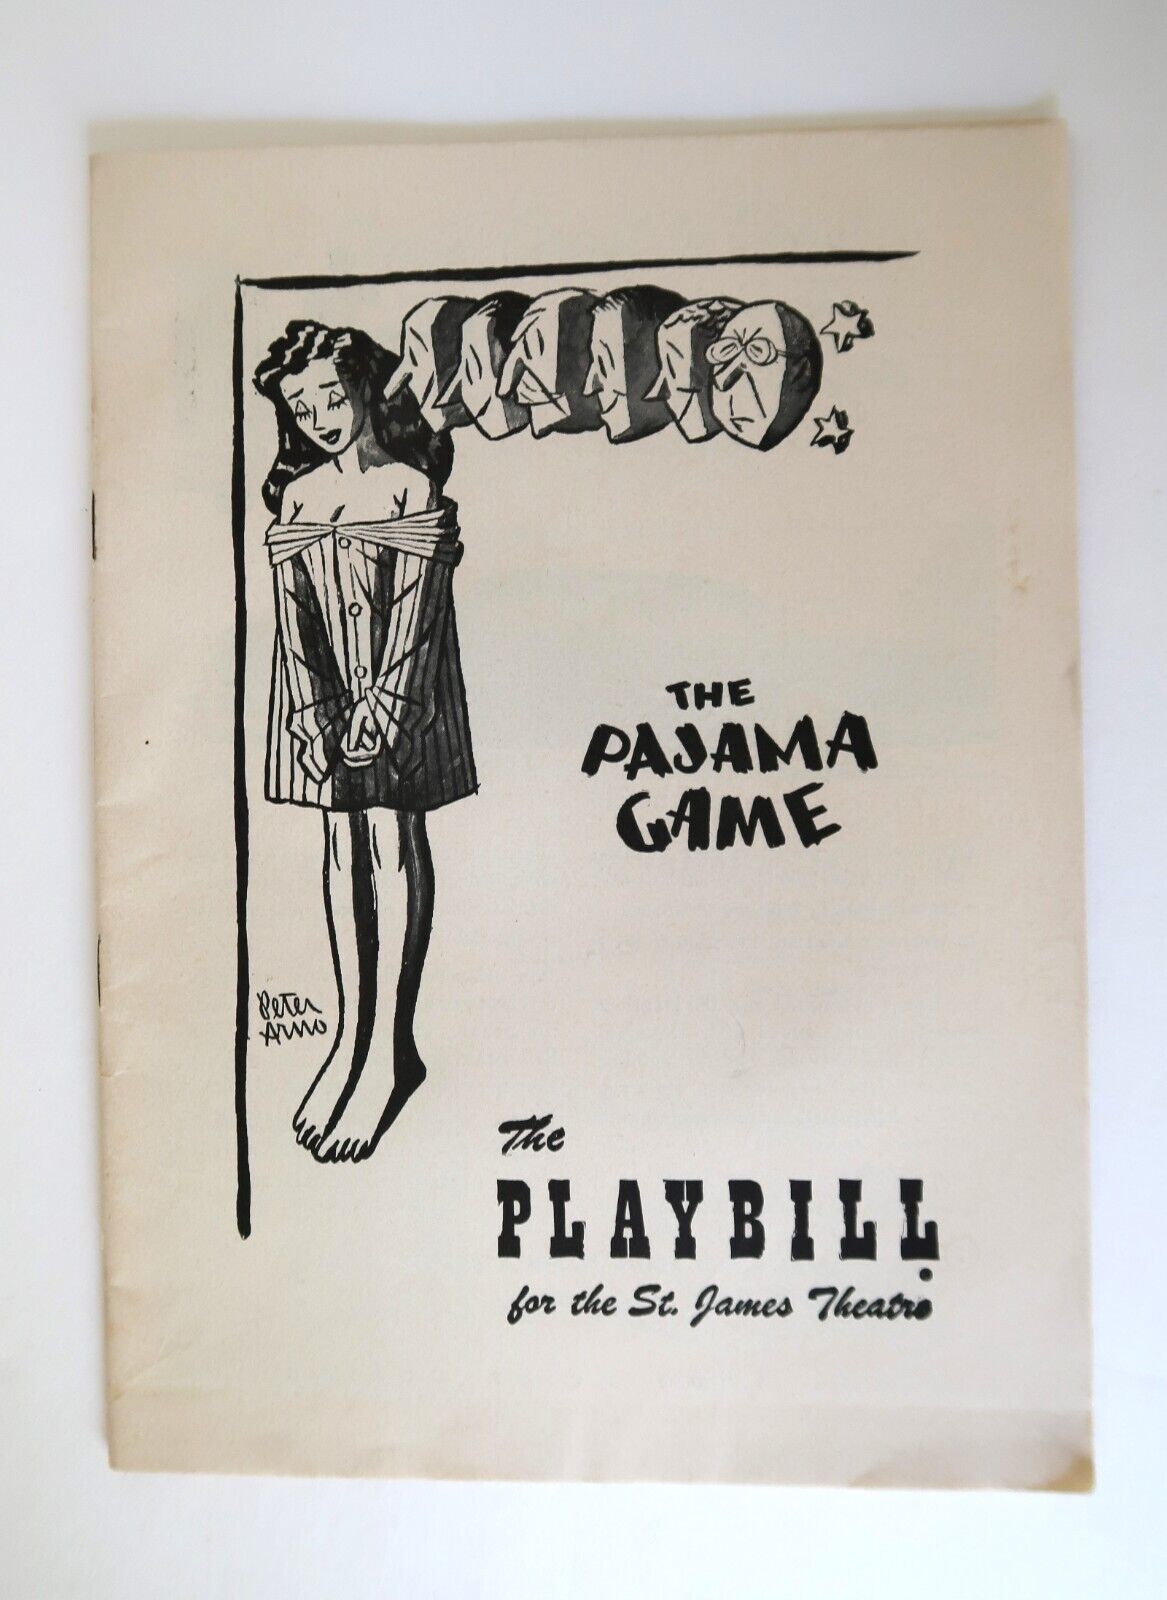 THE
PAJAMA
GAME
Peter
Arno
The
PLAYBILL
for the St. James Theatre